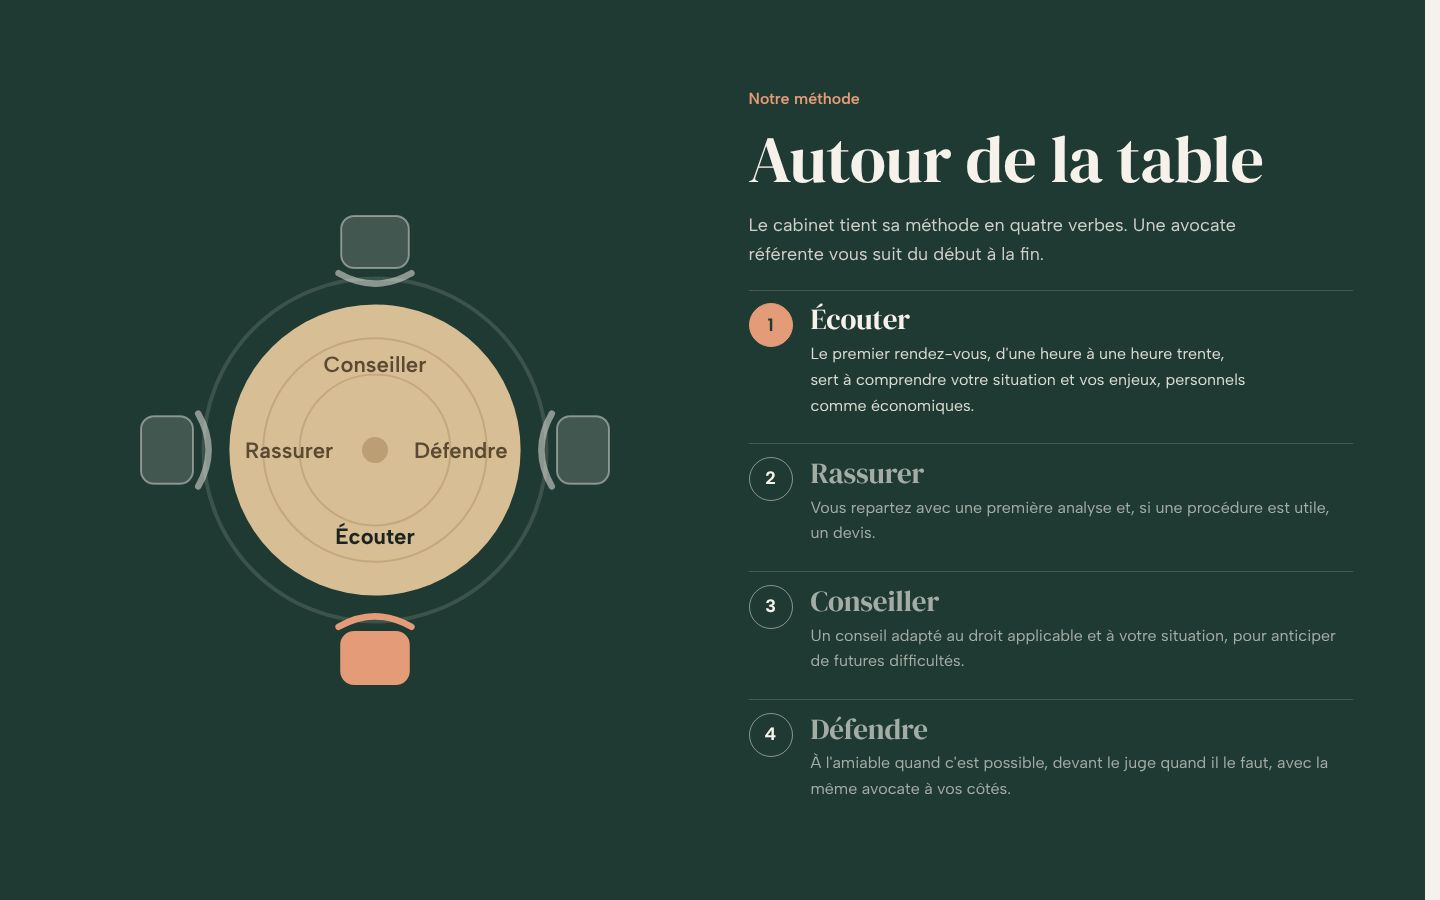 Conseiller
Rassurer
Défendre
Écouter
Notre méthode
Autour de la table
Le cabinet tient sa méthode en quatre verbes. Une avocate
référente vous suit du début à la fin.
1
Écouter
Le premier rendez-vous, d'une heure à une heure trente,
sert à comprendre votre situation et vos enjeux, personnels
comme économiques.
2
Rassurer
Vous repartez avec une première analyse et, si une procédure est utile,
un devis.
3
Conseiller
Un conseil adapté au droit applicable et à votre situation, pour anticiper
de futures difficultés.
4
Défendre
À l'amiable quand c'est possible, devant le juge quand il le faut, avec la
même avocate à vos côtés.